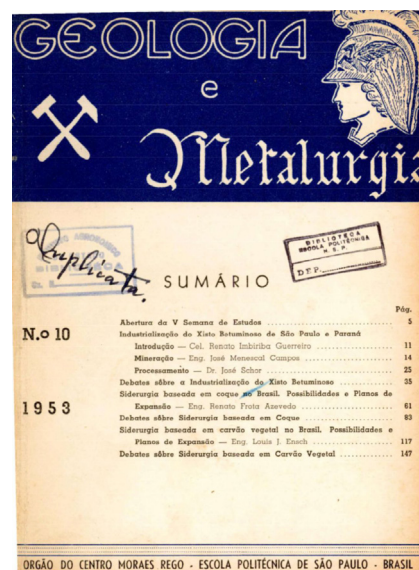 GEOLOGIA
e
Metalurgia
Duplicata.
BIBLIOTECA
ESCOLA POLITÉCNICA
DEP.
SUMÁRIO
Pág.
N.o 10
1953
Abertura da V Semana de Estudos ........ 5
Industrialização do Xisto Betuminoso de São Paulo e Paraná
Introdução — Cel. Renato Imbiriba Guerreiro ........ 11
Mineração — Eng. José Menescal Campos ........ 14
Processamento — Dr. José Schor ........ 25
Debates sôbre a Industrialização do Xisto Betuminoso ........ 35
Siderurgia baseada em coque no Brasil. Possibilidades e Planos de
Expansão — Eng. Renato Frota Azevedo ........ 61
Debates sôbre Siderurgia baseada em Coque ........ 83
Siderurgia baseada em carvão vegetal no Brasil. Possibilidades e
Planos de Expansão — Eng. Louis J. Ensch ........ 117
Debates sôbre Siderurgia baseada em Carvão Vegetal ........ 147
ORGÃO DO CENTRO MORAES REGO - ESCOLA POLITÉCNICA DE SÃO PAULO - BRASIL